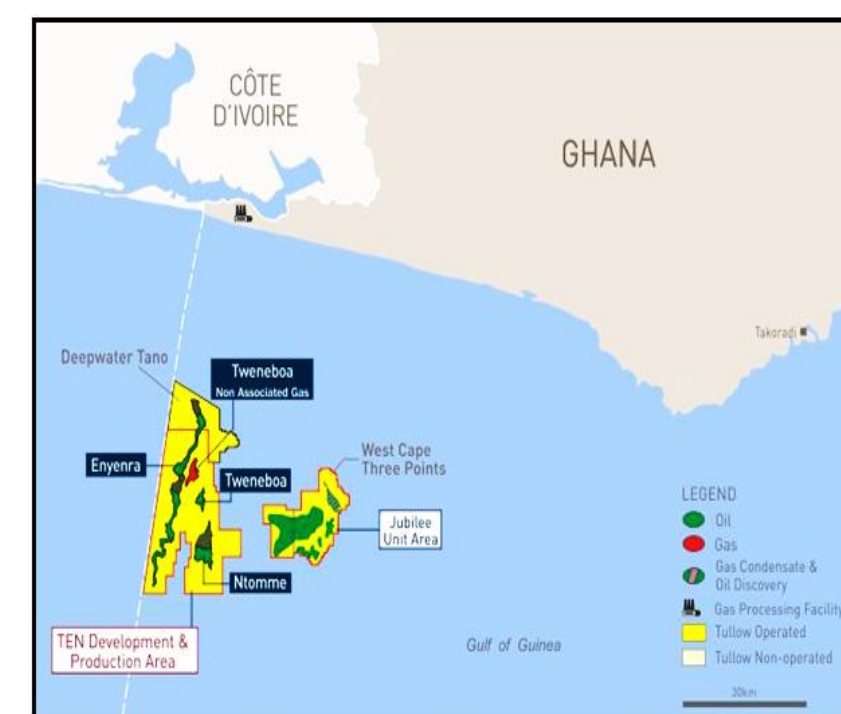 CÔTE
D'IVOIRE
GHANA
Takoradi
Deepwater Tano
Tweneboa
Non Associated Gas
Enyenra
Tweneboa
West Cape
Three Points
Jubilee
Unit Area
Ntomme
TEN Development &
Production Area
Gulf of Guinea
LEGEND
Oil
Gas
Gas Condensate &
Oil Discovery
Gas Processing Facility
Tullow Operated
Tullow Non-operated
30km